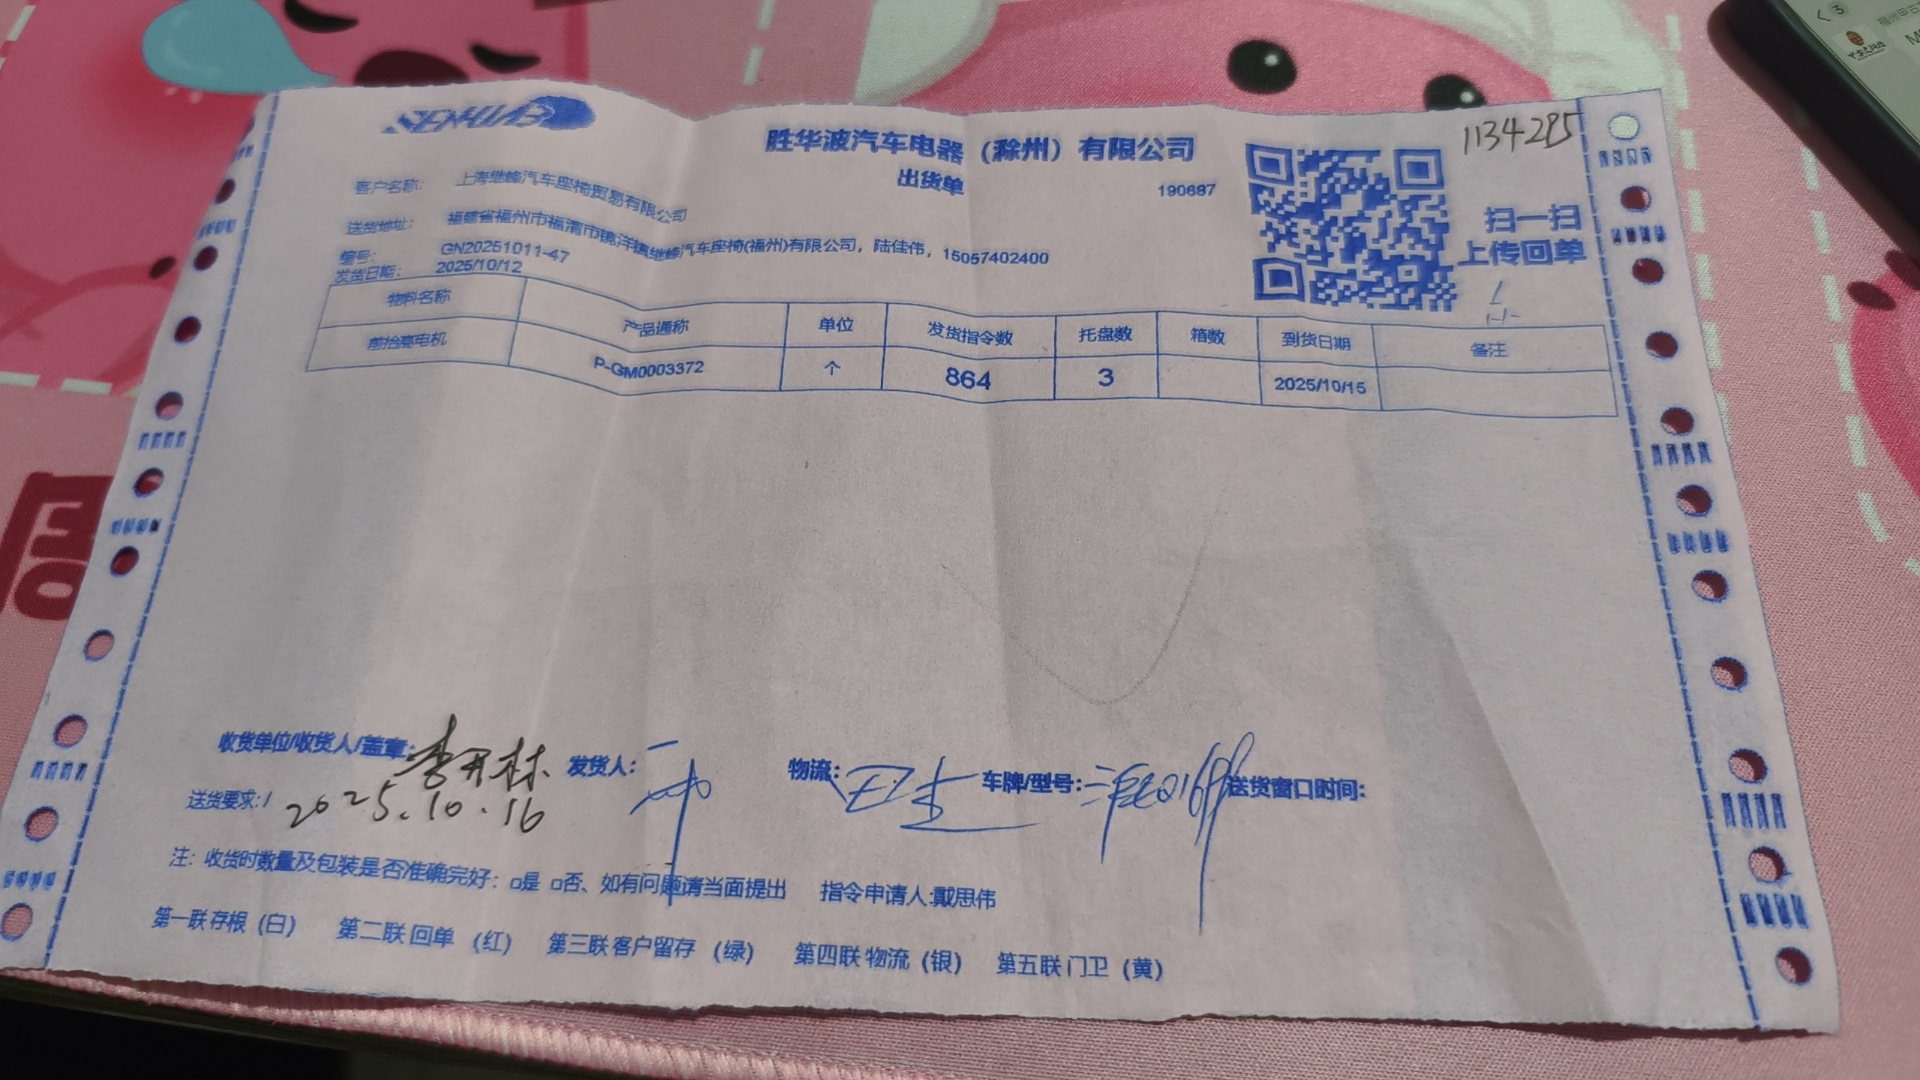 SENHWB
1134285
胜华波汽车电器（滁州）有限公司
出货单
190687
扫一扫
上传回单
客户名称： 上海继峰汽车座椅贸易有限公司
送货地址： 福建省福州市福清市镜洋镇继峰汽车座椅(福州)有限公司，陆佳伟，15057402400
编号： GN20251011-47
发货日期： 2025/10/12
物料名称 产品通称 单位 发货指令数 托盘数 箱数 到货日期 备注
前抬高电机 P-GM0003372 个 864 3 2025/10/15
收货单位/收货人/盖章： 李开林 发货人： 物流： 车牌/型号： 送货窗口时间：
送货要求:/ 2025.10.16
注：收货时数量及包装是否准确完好：□是 □否、如有问题请当面提出 指令申请人:戴思伟
第一联存根（白） 第二联回单（红） 第三联客户留存（绿） 第四联物流（银） 第五联门卫（黄）